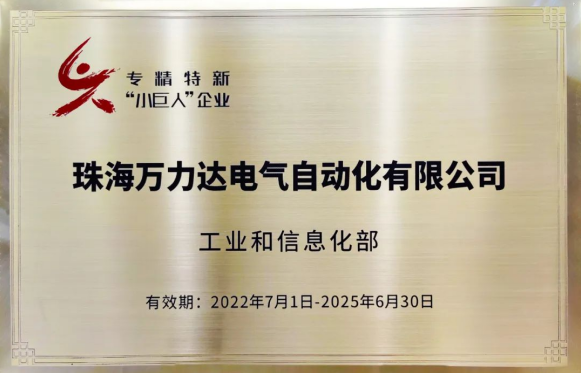 专精特新
“小巨人”企业
珠海万力达电气自动化有限公司
工业和信息化部
有效期：2022年7月1日-2025年6月30日